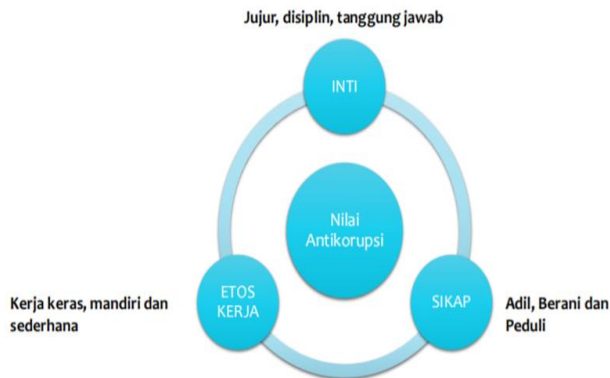 Jujur, disiplin, tanggung jawab
INTI
Nilai
Antikorupsi
ETOS
KERJA
Kerja keras, mandiri dan
sederhana
SIKAP
Adil, Berani dan
Peduli